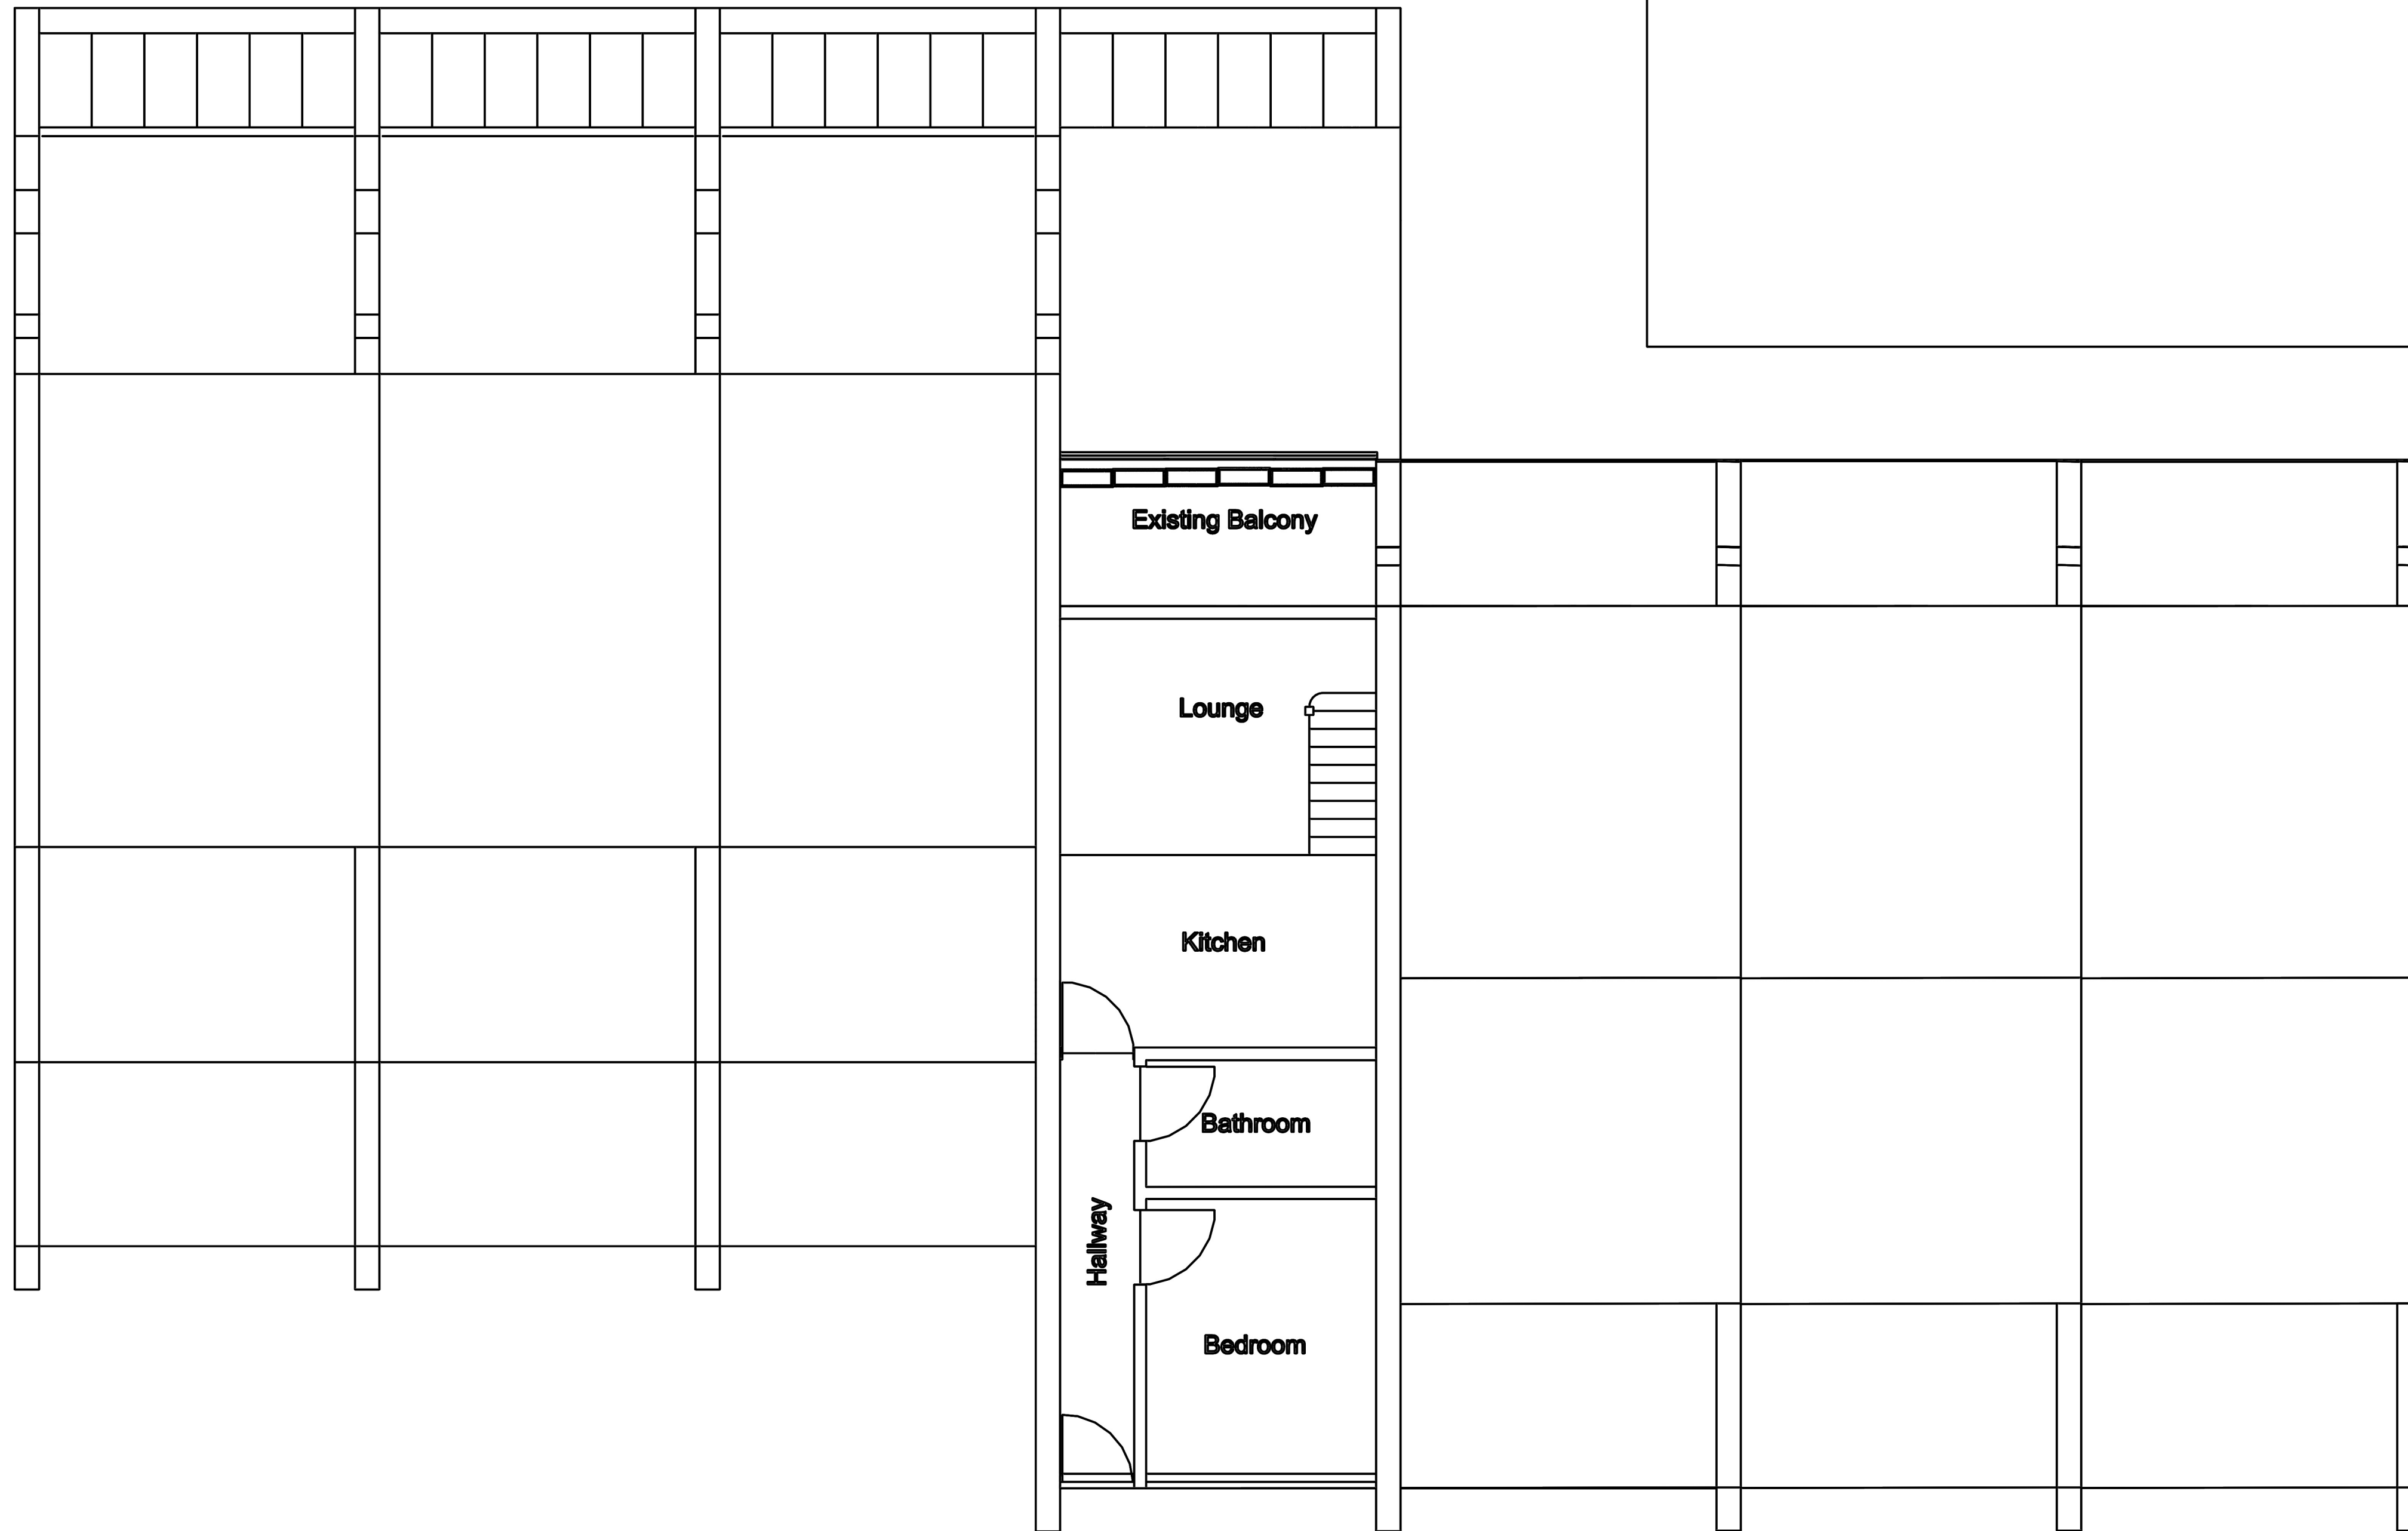 Existing Balcony
Lounge
Kitchen
Bathroom
Hallway
Bedroom